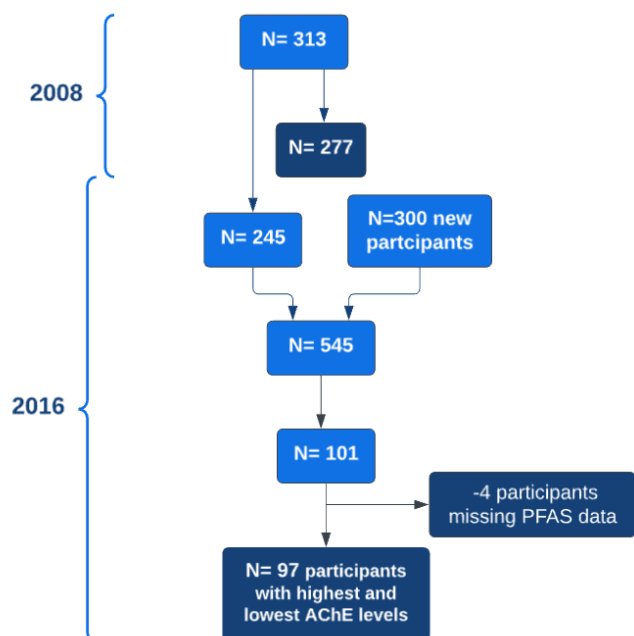 N= 313
2008
N= 277
N= 245
N=300 new
partcipants
N= 545
2016
N= 101
-4 participants
missing PFAS data
N= 97 participants
with highest and
lowest AChE levels